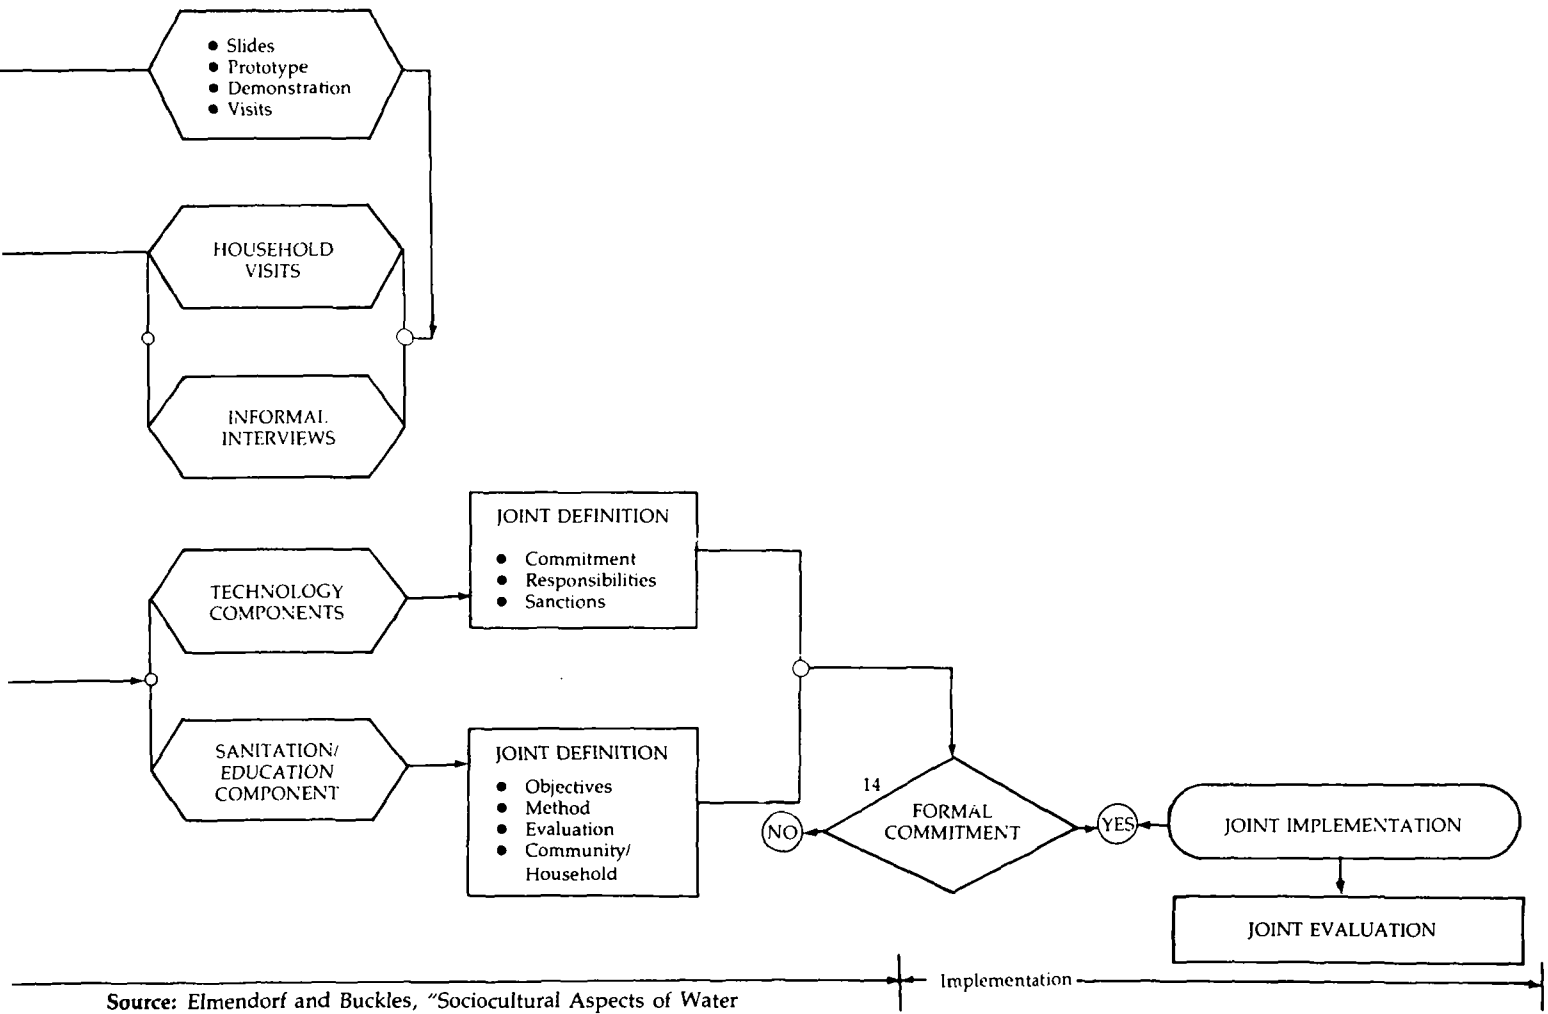 ● Slides
● Prototype
● Demonstration
● Visits
HOUSEHOLD
VISITS
INFORMAL
INTERVIEWS
TECHNOLOGY
COMPONENTS
JOINT DEFINITION
● Commitment
● Responsibilities
● Sanctions
SANITATION/
EDUCATION
COMPONENT
JOINT DEFINITION
● Objectives
● Method
● Evaluation
● Community/
Household
14
FORMAL
COMMITMENT
NO
YES
JOINT IMPLEMENTATION
JOINT EVALUATION
Implementation
Source: Elmendorf and Buckles, "Sociocultural Aspects of Water